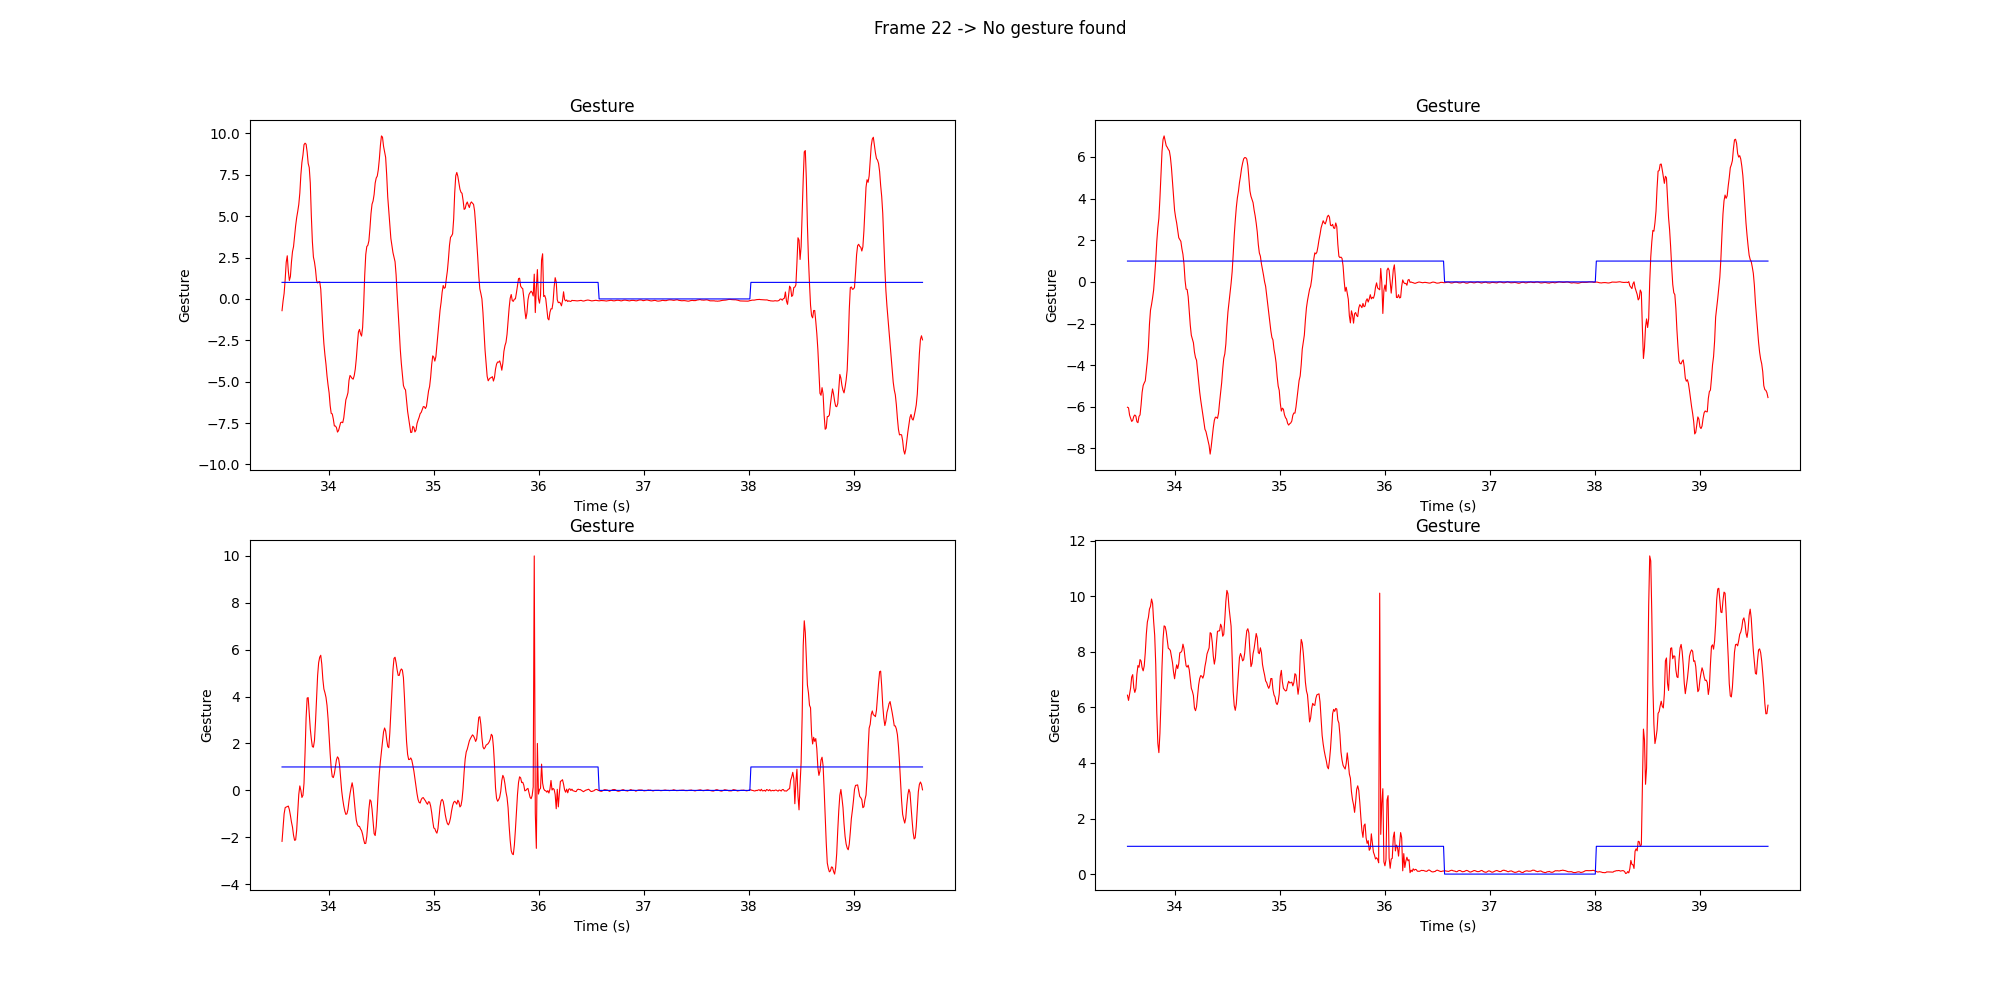 Frame 22 -> No gesture found
Gesture
10.0
7.5
5.0
2.5
0.0
−2.5
−5.0
−7.5
−10.0
Gesture
34 35 36 37 38 39
Time (s)
Gesture
6
4
2
0
−2
−4
−6
−8
Gesture
34 35 36 37 38 39
Time (s)
Gesture
10
8
6
4
2
0
−2
−4
Gesture
34 35 36 37 38 39
Time (s)
Gesture
12
10
8
6
4
2
0
Gesture
34 35 36 37 38 39
Time (s)